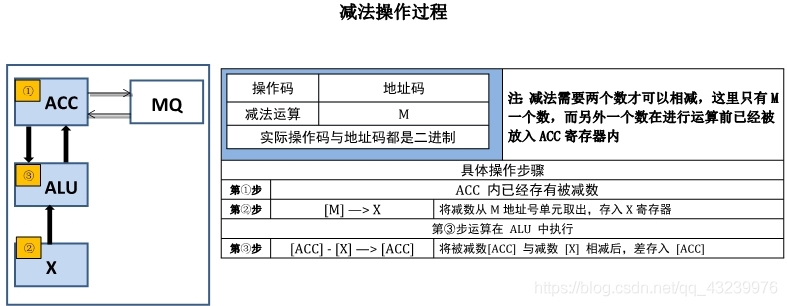 减法操作过程
① ACC
MQ
③ ALU
② X
操作码 地址码
减法运算 M
实际操作码与地址码都是二进制
注: 减法需要两个数才可以相减，这里只有 M
一个数，而另外一个数在进行运算前已经被
放入 ACC 寄存器内
具体操作步骤
第①步 ACC 内已经存有被减数
第②步 [M] —> X 将减数从 M 地址号单元取出，存入 X 寄存器
第③步运算在 ALU 中执行
第③步 [ACC] - [X] —> [ACC] 将被减数[ACC] 与减数 [X] 相减后，差存入 [ACC]
https://blog.csdn.net/qq_43239976